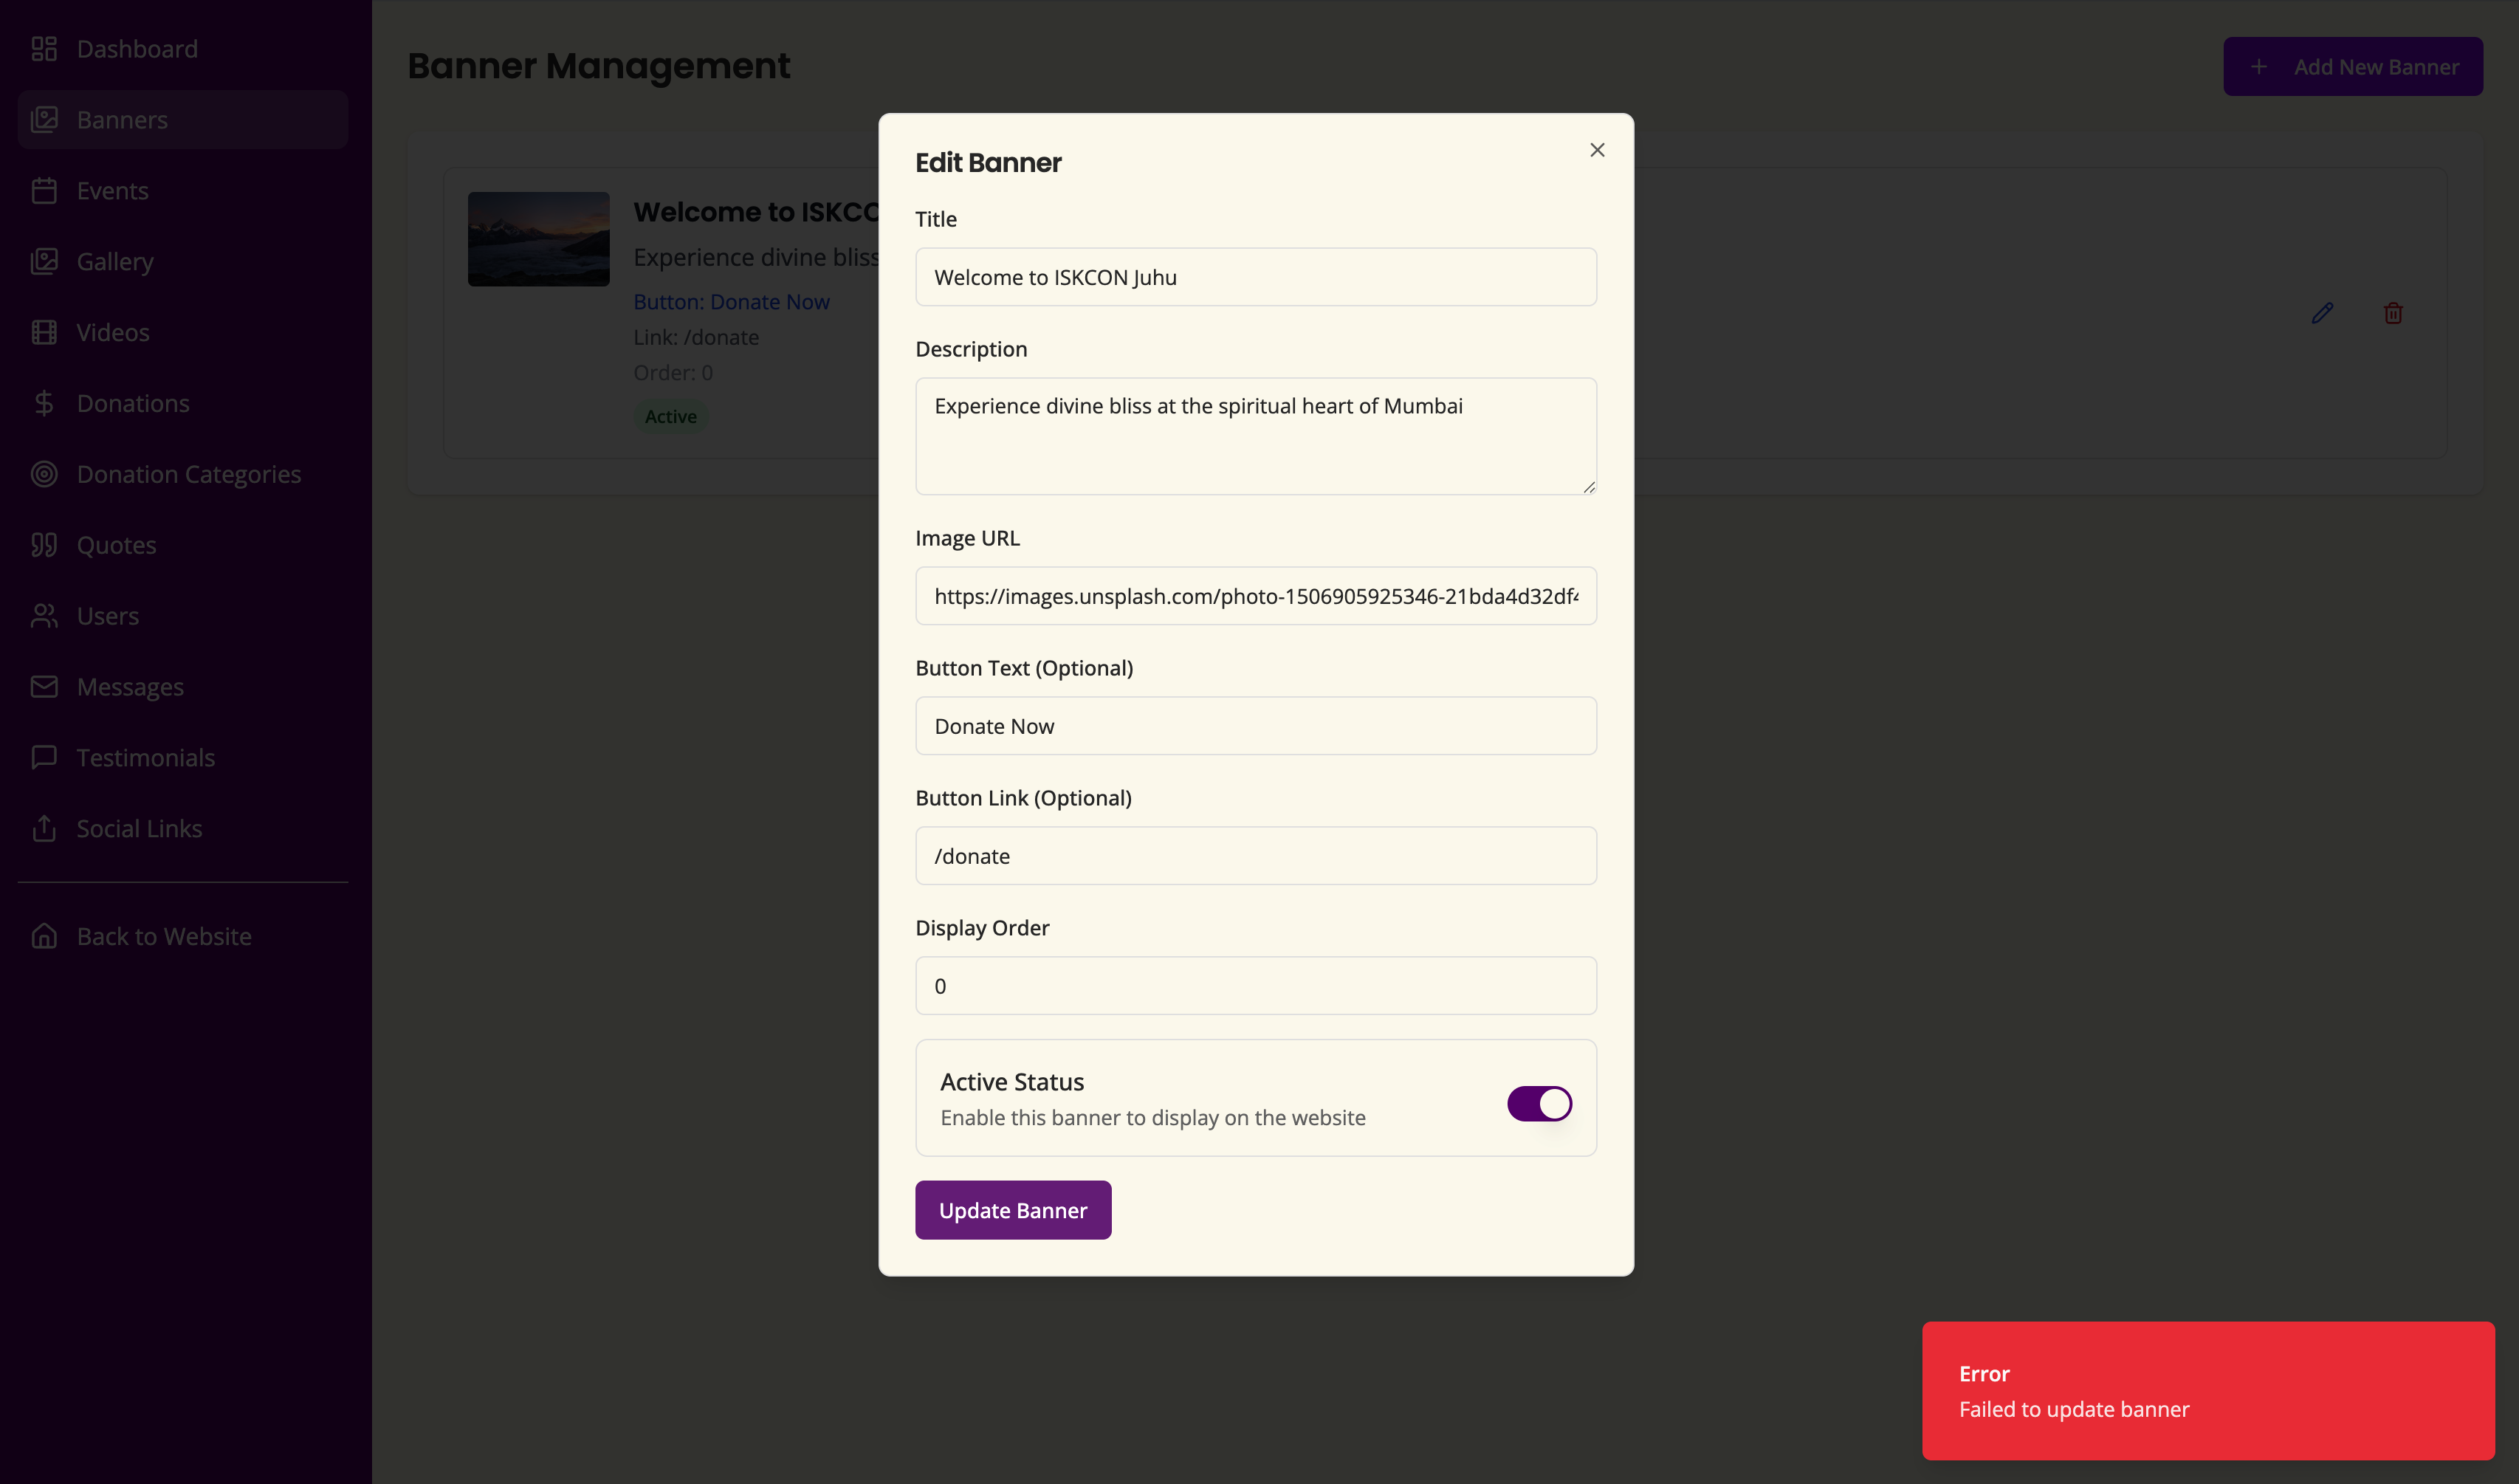 Dashboard
Banners
Events
Gallery
Videos
Donations
Donation Categories
Quotes
Users
Messages
Testimonials
Social Links
Back to Website
Banner Management
Add New Banner
Welcome to ISKCO
Experience divine bliss
Button: Donate Now
Link: /donate
Order: 0
Active
Edit Banner
Title
Welcome to ISKCON Juhu
Description
Experience divine bliss at the spiritual heart of Mumbai
Image URL
https://images.unsplash.com/photo-1506905925346-21bda4d32df4
Button Text (Optional)
Donate Now
Button Link (Optional)
/donate
Display Order
0
Active Status
Enable this banner to display on the website
Update Banner
Error
Failed to update banner